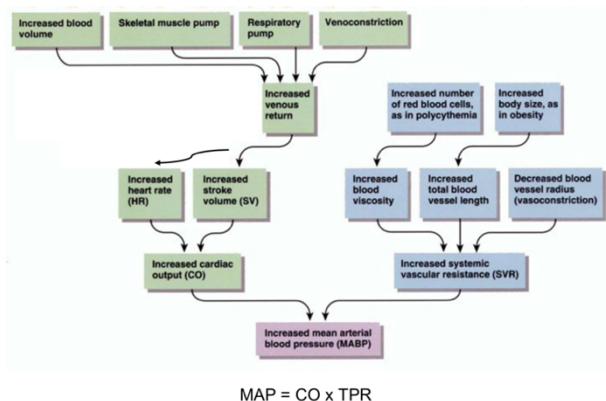 Increased blood
volume
Skeletal muscle pump
Respiratory
pump
Venoconstriction
Increased
venous
return
Increased number
of red blood cells,
as in polycythemia
Increased
body size, as
in obesity
Increased
heart rate
(HR)
Increased
stroke
volume (SV)
Increased
blood
viscosity
Increased
total blood
vessel length
Decreased blood
vessel radius
(vasoconstriction)
Increased cardiac
output (CO)
Increased systemic
vascular resistance (SVR)
Increased mean arterial
blood pressure (MABP)
MAP = CO x TPR